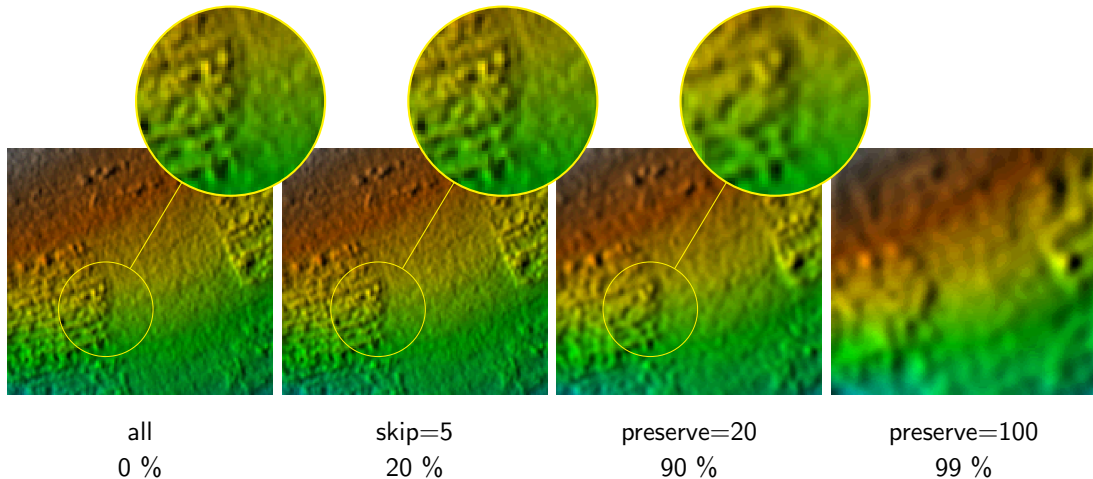 all
0 %
skip=5
20 %
preserve=20
90 %
preserve=100
99 %